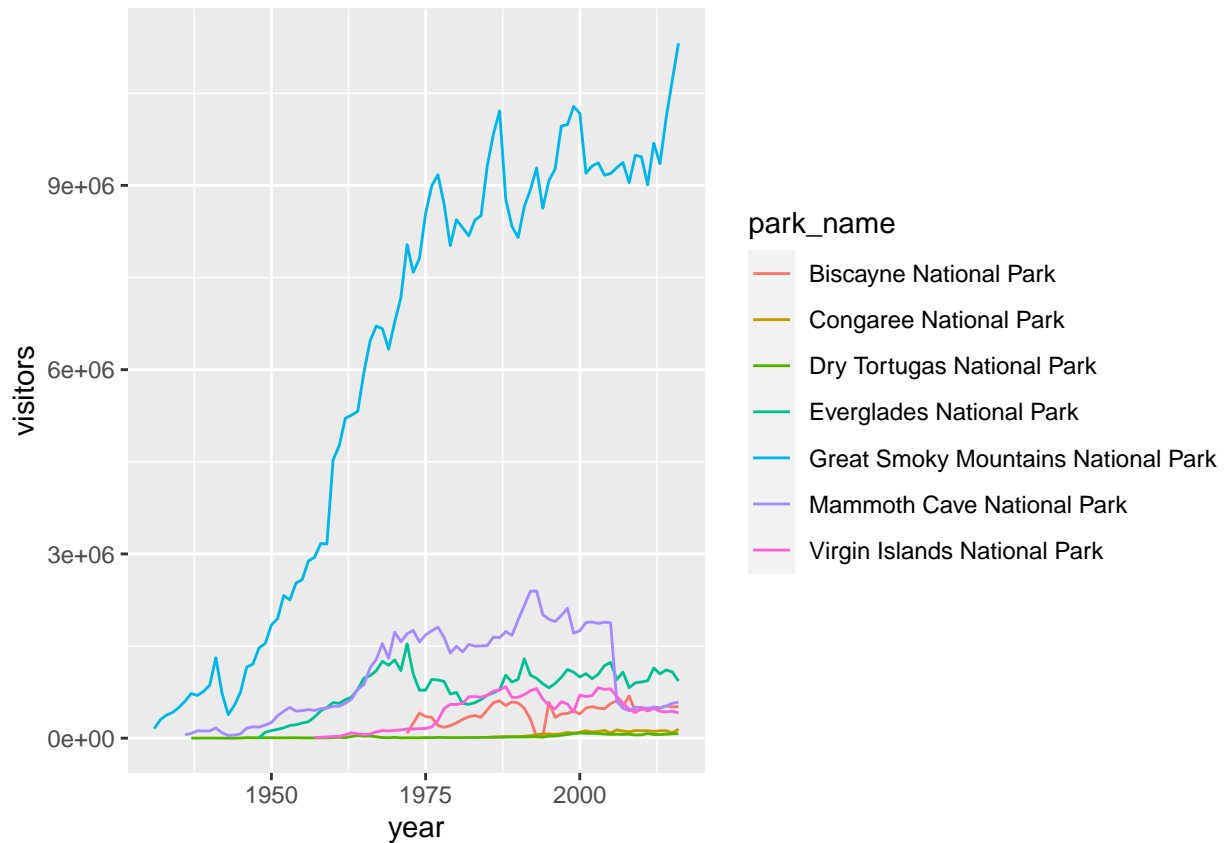 visitors
9e+06
6e+06
3e+06
0e+00
1950
1975
2000
year
park_name
Biscayne National Park
Congaree National Park
Dry Tortugas National Park
Everglades National Park
Great Smoky Mountains National Park
Mammoth Cave National Park
Virgin Islands National Park